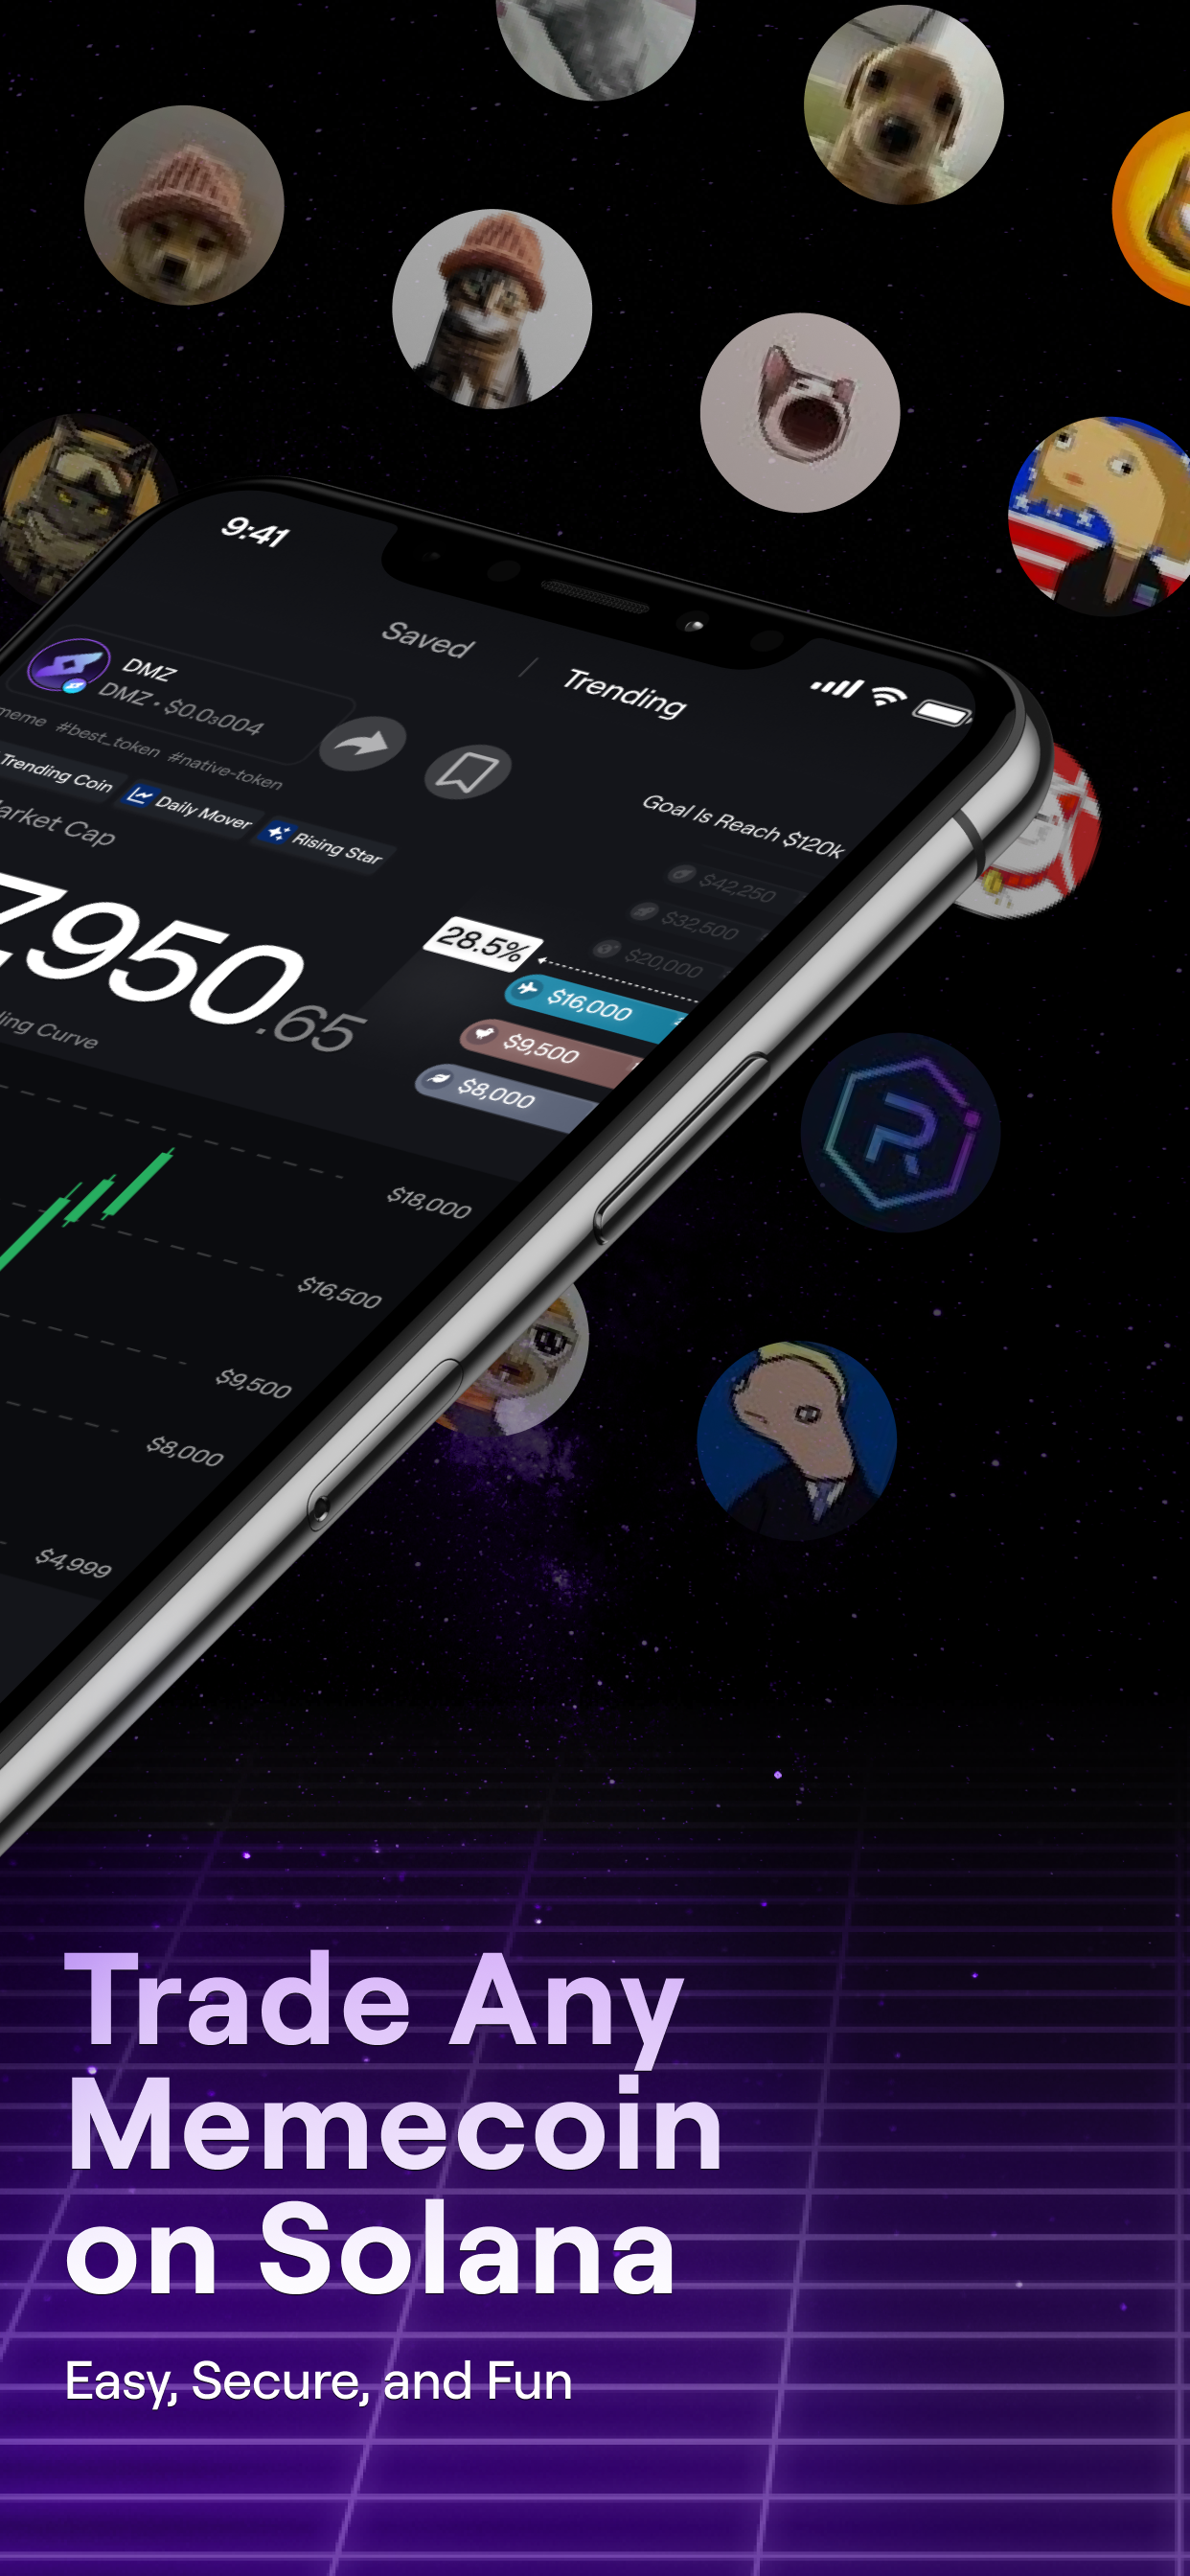 9:41
Saved
Trending
DMZ
DMZ • $0.0₃004
#best_token #native-token
Trending Coin
Daily Mover
Rising Star
Cap
Goal Is Reach $120k
$42,250
$32,500
$20,000
28.5%
$16,000
$9,500
$8,000
7,950.65
Curve
$18,000
$16,500
$9,500
$8,000
$4,999
Trade Any
Memecoin
on Solana
Easy, Secure, and Fun